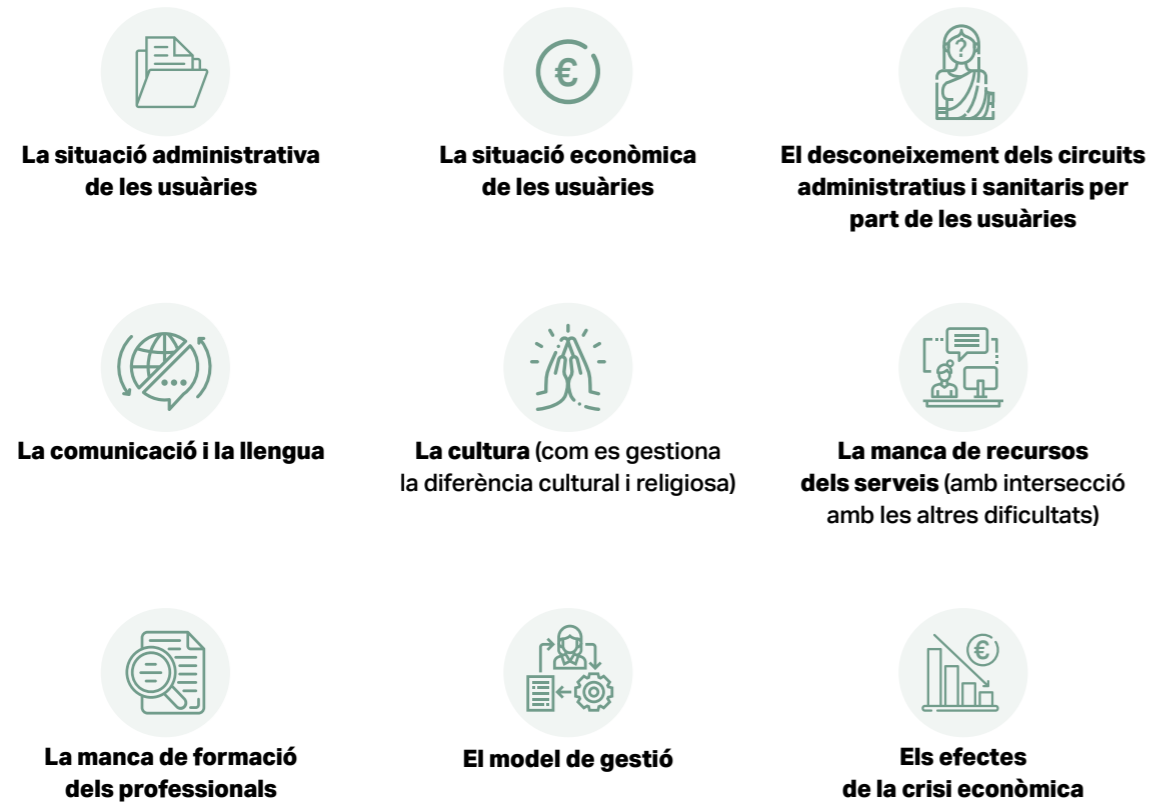 La situació administrativa
de les usuàries
La situació econòmica
de les usuàries
El desconeixement dels circuits
administratius i sanitaris per
part de les usuàries
La comunicació i la llengua
La cultura (com es gestiona
la diferència cultural i religiosa)
La manca de recursos
dels serveis (amb intersecció
amb les altres dificultats)
La manca de formació
dels professionals
El model de gestió
Els efectes
de la crisi econòmica